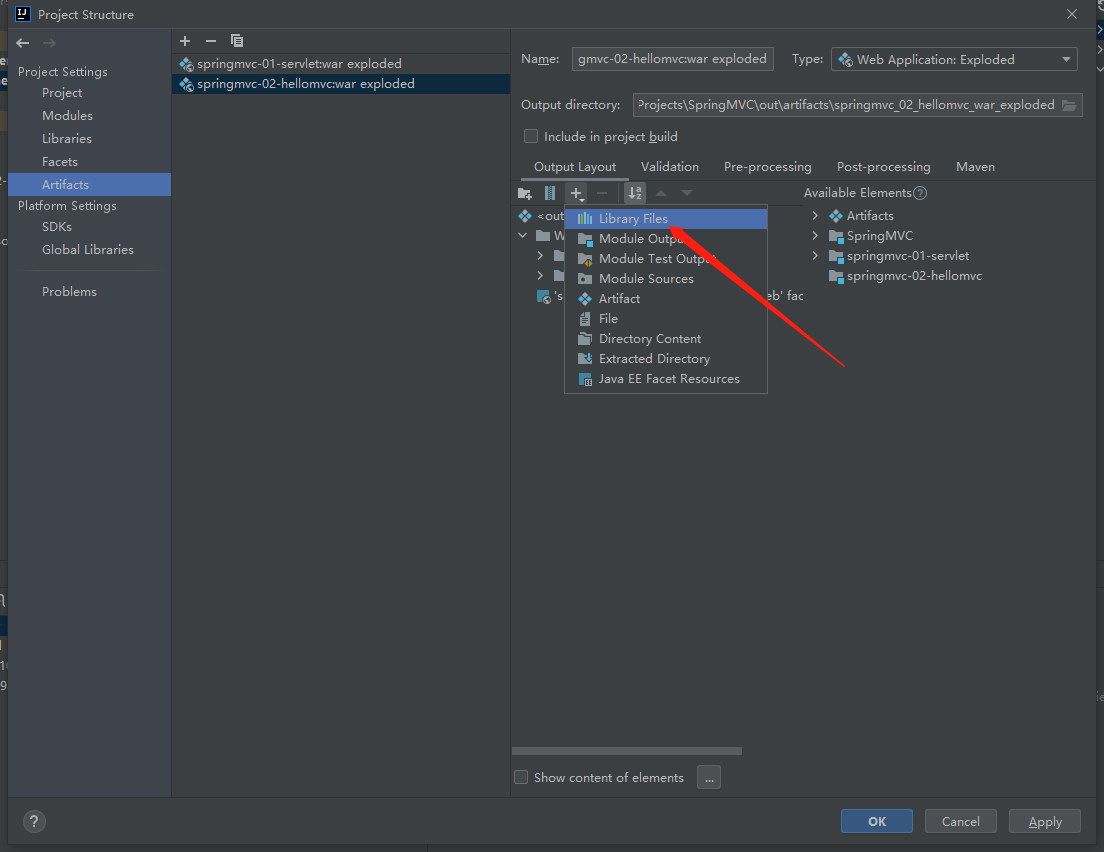 Project Structure
Project Settings
Project
Modules
Libraries
Facets
Artifacts
Platform Settings
SDKs
Global Libraries
Problems
springmvc-01-servlet:war exploded
springmvc-02-hellomvc:war exploded
Name: gmvc-02-hellomvc:war exploded Type: Web Application: Exploded
Output directory: Projects\SpringMVC\out\artifacts\springmvc_02_hellomvc_war_exploded
Include in project build
Output Layout Validation Pre-processing Post-processing Maven
<out
W
's
eb' fac
Library Files
Module Output
Module Test Output
Module Sources
Artifact
File
Directory Content
Extracted Directory
Java EE Facet Resources
Available Elements ?
Artifacts
SpringMVC
springmvc-01-servlet
springmvc-02-hellomvc
Show content of elements ...
? OK Cancel Apply